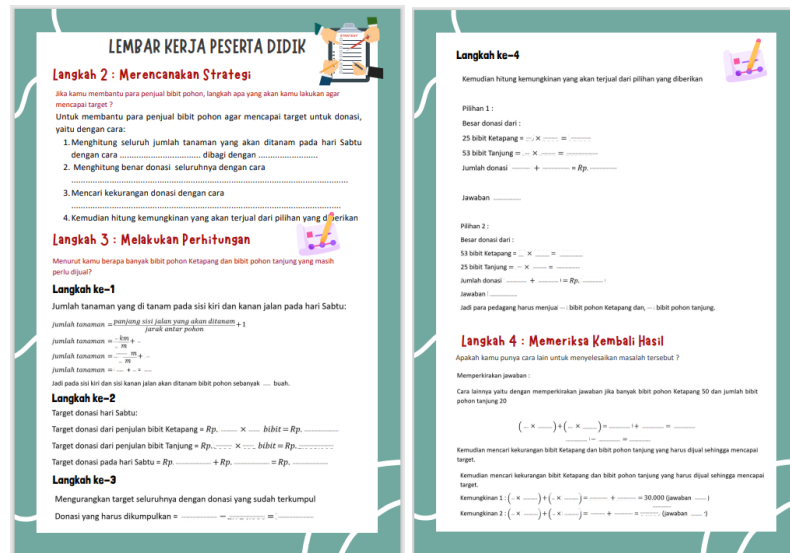 LEMBAR KERJA PESERTA DIDIK
Langkah 2 : Merencanakan Strategi
Jika kamu membantu para penjual bibit pohon, langkah apa yang akan kamu lakukan agar
mencapai target ?
Untuk membantu para penjual bibit pohon agar mencapai target untuk donasi,
yaitu dengan cara:
1. Menghitung seluruh jumlah tanaman yang akan ditanam pada hari Sabtu
dengan cara .................................. dibagi dengan .........................
2. Menghitung benar donasi seluruhnya dengan cara
..........................................................................................
3. Mencari kekurangan donasi dengan cara
..........................................................................................
4. Kemudian hitung kemungkinan yang akan terjual dari pilihan yang diberikan
Langkah 3 : Melakukan Perhitungan
Menurut kamu berapa banyak bibit pohon Ketapang dan bibit pohon tanjung yang masih
perlu dijual?
Langkah ke-1
Jumlah tanaman yang di tanam pada sisi kiri dan kanan jalan pada hari Sabtu:
jumlah tanaman = panjang sisi jalan yang akan ditanam / jarak antar pohon + 1
jumlah tanaman = .. km / .. m + ..
jumlah tanaman = ....... m / .. m + ..
jumlah tanaman = .... + .. = ....
Jadi pada sisi kiri dan sisi kanan jalan akan ditanam bibit pohon sebanyak .... buah.
Langkah ke-2
Target donasi hari Sabtu:
Target donasi dari penjulan bibit Ketapang = Rp. ....... × .... bibit = Rp. ..............
Target donasi dari penjualan bibit Tanjung = Rp. ....... × .... bibit = Rp. ..............
Target donasi pada hari Sabtu = Rp. .............. + Rp. .............. = Rp. ..............
Langkah ke-3
Mengurangkan target seluruhnya dengan donasi yang sudah terkumpul
Donasi yang harus dikumpulkan = .............. − .............. = ..............
Langkah ke-4
Kemudian hitung kemungkinan yang akan terjual dari pilihan yang diberikan
Pilihan 1 :
Besar donasi dari :
25 bibit Ketapang = .... × ....... = ..............
53 bibit Tanjung = .... × ....... = ..............
Jumlah donasi ....... + .............. = Rp. ..............
Jawaban ..............
Pilihan 2 :
Besar donasi dari :
53 bibit Ketapang = .... × ....... = ..............
25 bibit Tanjung = .... × ....... = ..............
Jumlah donasi ....... + .............. = Rp. ..............
Jawaban : ..............
Jadi para pedagang harus menjuai .... bibit pohon Ketapang dan, .... bibit pohon tanjung.
Langkah 4 : Memeriksa Kembali Hasil
Apakah kamu punya cara lain untuk menyelesaikan masalah tersebut ?
Memperkirakan jawaban :
Cara lainnya yaitu dengan memperkirakan jawaban jika banyak bibit pohon Ketapang 50 dan jumlah bibit
pohon tanjung 20
(.... × .......) + (.... × .......) = ....... + ....... = .......
....... − ....... = .......
Kemudian mencari kekurangan bibit Ketapang dan bibit pohon tanjung yang harus dijual sehingga mencapai
target.
Kemudian mencari kekurangan bibit Ketapang dan bibit pohon tanjung yang harus dijual sehingga mencapai
target.
Kemungkinan 1 : (.... × .......) + (.... × .......) = ....... + ....... = 30.000 (jawaban .......)
Kemungkinan 2 : (.... × .......) + (.... × .......) = ....... + ....... = ....... (jawaban .......)